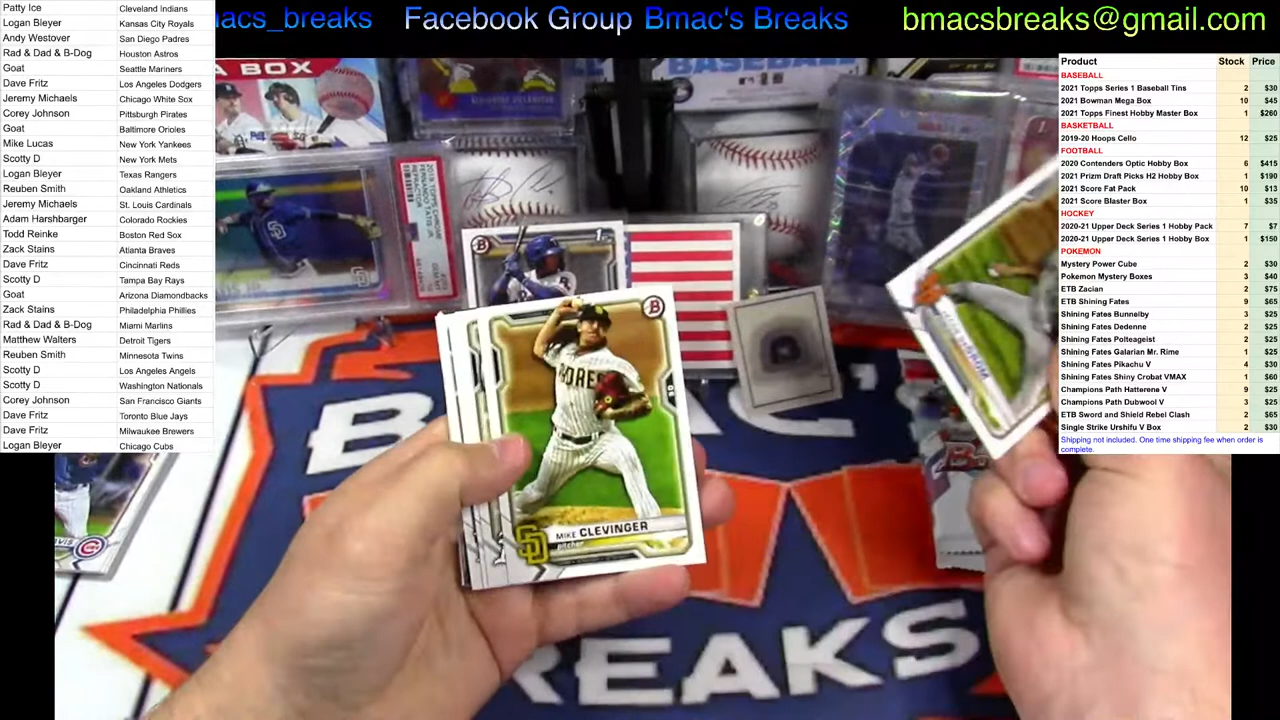 macs_breaks Facebook Group Bmac's Breaks bmacsbreaks@gmail.com
Patty Ice Cleveland Indians
Logan Bleyer Kansas City Royals
Andy Westover San Diego Padres
Rad & Dad & B-Dog Houston Astros
Goat Seattle Mariners
Dave Fritz Los Angeles Dodgers
Jeremy Michaels Chicago White Sox
Corey Johnson Pittsburgh Pirates
Goat Baltimore Orioles
Mike Lucas New York Yankees
Scotty D New York Mets
Logan Bleyer Texas Rangers
Reuben Smith Oakland Athletics
Jeremy Michaels St. Louis Cardinals
Adam Harshbarger Colorado Rockies
Todd Reinke Boston Red Sox
Zack Stains Atlanta Braves
Dave Fritz Cincinnati Reds
Scotty D Tampa Bay Rays
Goat Arizona Diamondbacks
Zack Stains Philadelphia Phillies
Rad & Dad & B-Dog Miami Marlins
Matthew Walters Detroit Tigers
Reuben Smith Minnesota Twins
Scotty D Los Angeles Angels
Scotty D Washington Nationals
Corey Johnson San Francisco Giants
Dave Fritz Toronto Blue Jays
Dave Fritz Milwaukee Brewers
Logan Bleyer Chicago Cubs
Product Stock Price
BASEBALL
2021 Topps Series 1 Baseball Tins 2 $30
2021 Bowman Mega Box 10 $45
2021 Topps Finest Hobby Master Box 1 $260
BASKETBALL
2019-20 Hoops Cello 12 $25
FOOTBALL
2020 Contenders Optic Hobby Box 6 $415
2021 Prizm Draft Picks H2 Hobby Box 1 $190
2021 Score Fat Pack 10 $13
2021 Score Blaster Box 1 $35
HOCKEY
2020-21 Upper Deck Series 1 Hobby Pack 7 $7
2020-21 Upper Deck Series 1 Hobby Box 1 $150
POKEMON
Mystery Power Cube 2 $30
Pokemon Mystery Boxes 3 $40
ETB Zacian 2 $75
ETB Shining Fates 9 $65
Shining Fates Bunnelby 3 $25
Shining Fates Dedenne 2 $25
Shining Fates Polteageist 2 $25
Shining Fates Galarian Mr. Rime 1 $25
Shining Fates Pikachu V 4 $30
Shining Fates Shiny Crobat VMAX 1 $60
Champions Path Hatterene V 9 $25
Champions Path Dubwool V 3 $25
ETB Sword and Shield Rebel Clash 2 $65
Single Strike Urshifu V Box 2 $30
Shipping not included. One time shipping fee when order is
complete.
A BOX
BASEBALL
PSA
2019 TOPPS CHROME
FERNANDO TATIS JR.
REFRACTOR
1st
B
PADRES
SD MIKE CLEVINGER
pitcher
BMAC'S
BREAKS